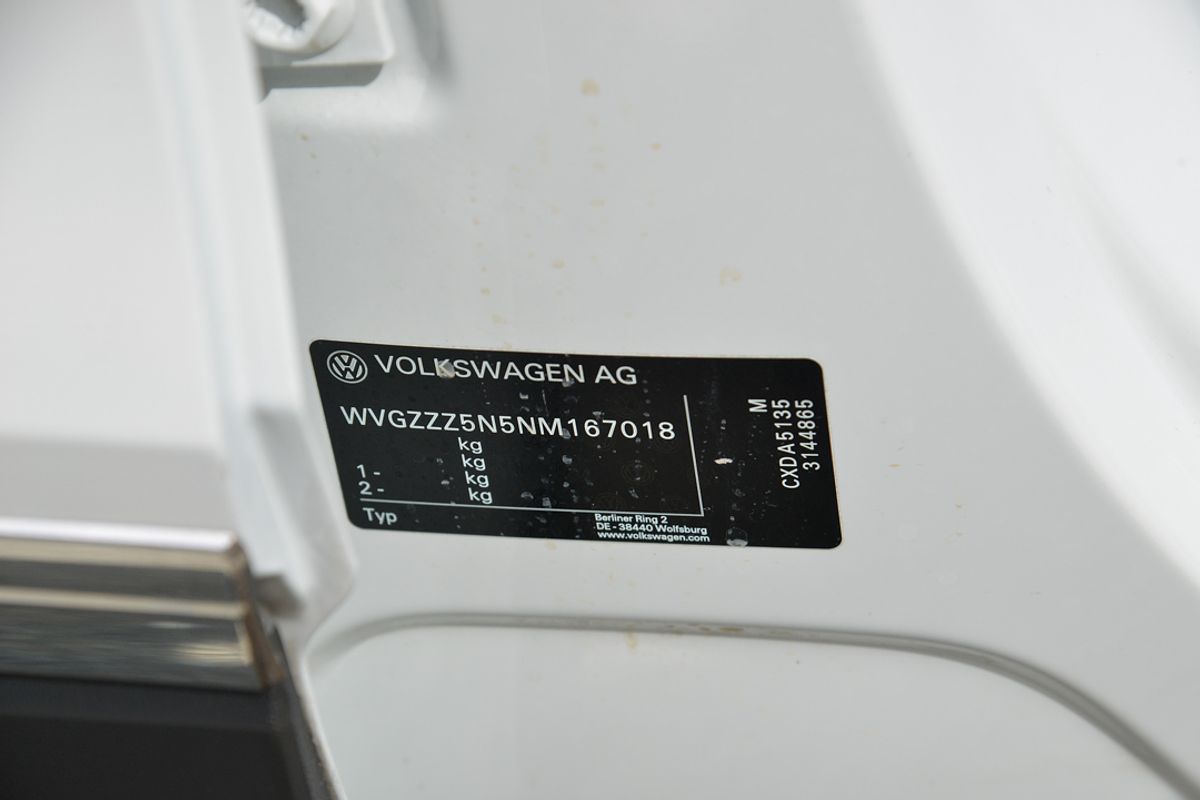 VOLKSWAGEN AG
WVGZZZ5N5NM167018
kg
kg
1- kg
2- kg
Typ
Berliner Ring 2
DE - 38440 Wolfsburg
www.volkswagen.com
M
CXDA5135
3144865